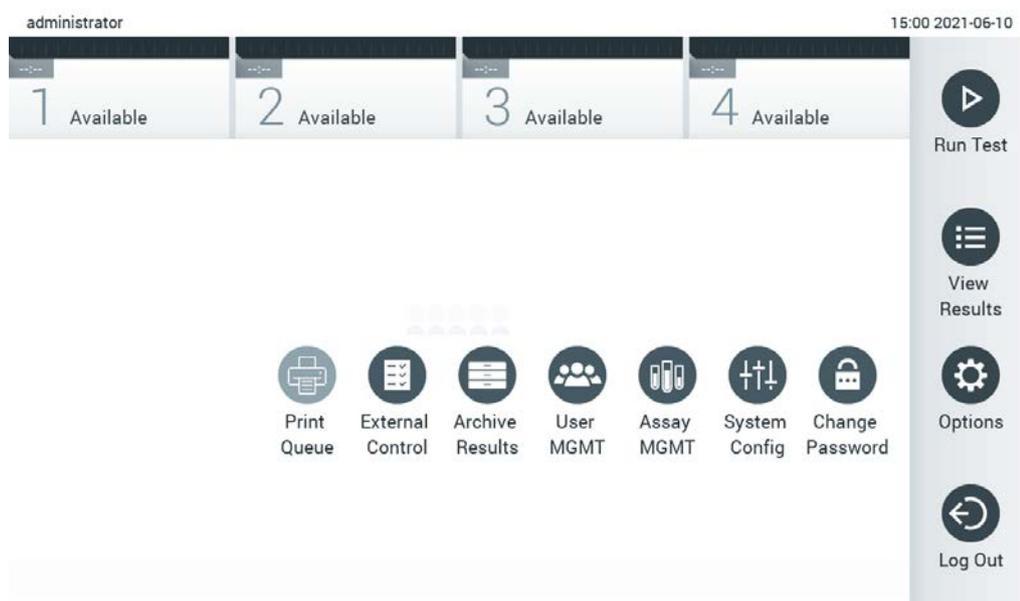 administrator
15:00 2021-06-10
--:--
1 Available
--:--
2 Available
--:--
3 Available
--:--
4 Available
Run Test
View
Results
Print
Queue
External
Control
Archive
Results
User
MGMT
Assay
MGMT
System
Config
Change
Password
Options
Log Out